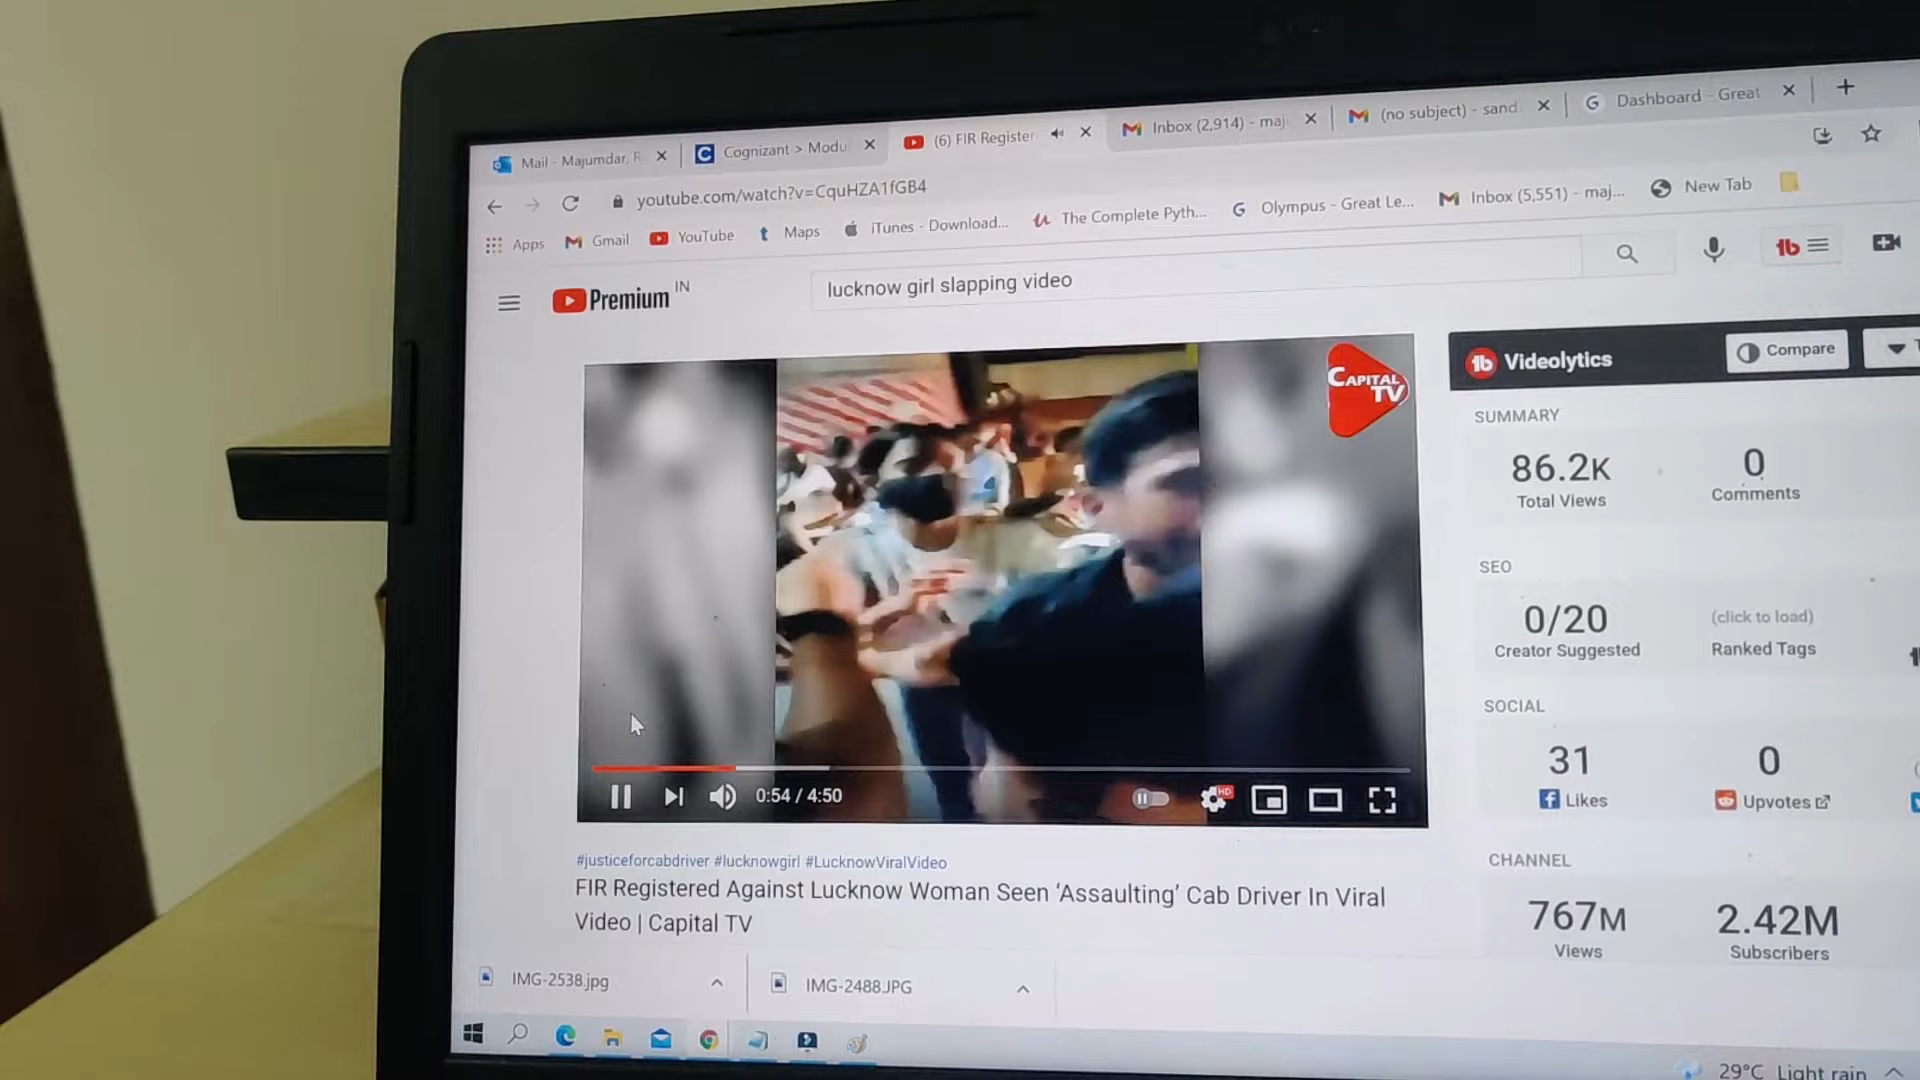 Mail - Majumdar, R
Cognizant > Modu
(6) FIR Register
Inbox (2,914) - maj
(no subject) - sand
Dashboard - Great
youtube.com/watch?v=CquHZA1fGB4
Apps
Gmail
YouTube
Maps
iTunes - Download...
The Complete Pyth...
Olympus - Great Le...
Inbox (5,551) - maj...
New Tab
Premium IN
lucknow girl slapping video
CAPITAL
TV
Videolytics
Compare
SUMMARY
86.2K
Total Views
0
Comments
SEO
0/20
Creator Suggested
(click to load)
Ranked Tags
SOCIAL
31
Likes
0
Upvotes
CHANNEL
767M
Views
2.42M
Subscribers
0:54 / 4:50
HD
#justiceforcabdriver #lucknowgirl #LucknowViralVideo
FIR Registered Against Lucknow Woman Seen ‘Assaulting’ Cab Driver In Viral
Video | Capital TV
IMG-2538.jpg
IMG-2488.JPG
29°C Light rain